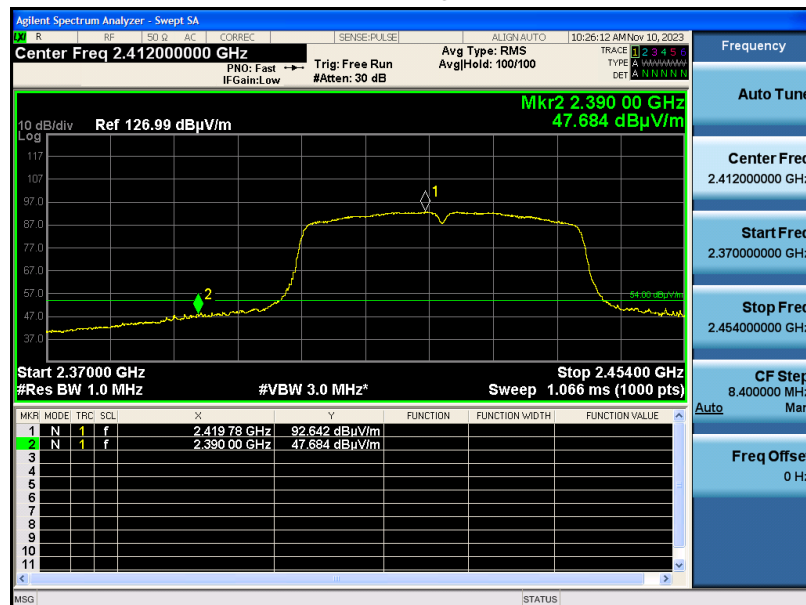 Agilent Spectrum Analyzer - Swept SA
LXI R RF 50 Ω AC CORREC SENSE:PULSE ALIGN AUTO 10:26:12 AM Nov 10, 2023
Center Freq 2.412000000 GHz
PNO: Fast
IFGain:Low
Trig: Free Run
#Atten: 30 dB
Avg Type: RMS
Avg|Hold: 100/100
TRACE 1 2 3 4 5 6
TYPE A WWWWW
DET A N N N N N
Mkr2 2.390 00 GHz
47.684 dBµV/m
10 dB/div Ref 126.99 dBµV/m
Log
117
107
97.0
87.0
77.0
67.0
57.0
47.0
37.0
1
2
54.00 dBµV/m
Start 2.37000 GHz Stop 2.45400 GHz
#Res BW 1.0 MHz #VBW 3.0 MHz* Sweep 1.066 ms (1000 pts)
MKR MODE TRC SCL X Y FUNCTION FUNCTION WIDTH FUNCTION VALUE
1 N 1 f 2.419 78 GHz 92.642 dBµV/m
2 N 1 f 2.390 00 GHz 47.684 dBµV/m
3
4
5
6
7
8
9
10
11
MSG STATUS
Frequency
Auto Tune
Center Freq
2.412000000 GHz
Start Freq
2.370000000 GHz
Stop Freq
2.454000000 GHz
CF Step
8.400000 MHz
Auto Man
Freq Offset
0 Hz